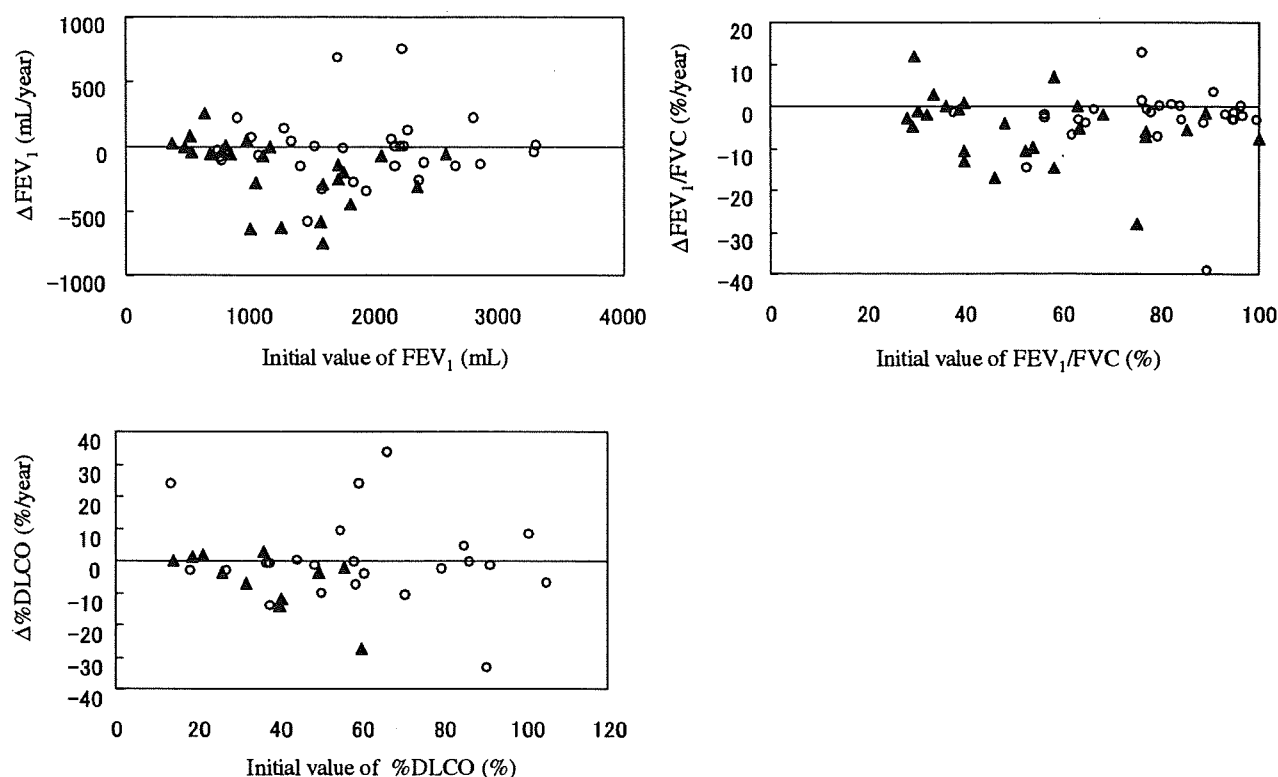 1000
500
0
−500
−1000
ΔFEV₁ (mL/year)
0 1000 2000 3000 4000
Initial value of FEV₁ (mL)
20
10
0
−10
−20
−30
−40
ΔFEV₁/FVC (%/year)
0 20 40 60 80 100
Initial value of FEV₁/FVC (%)
40
30
20
10
0
−10
−20
−30
−40
Δ%DLCO (%/year)
0 20 40 60 80 100 120
Initial value of %DLCO (%)